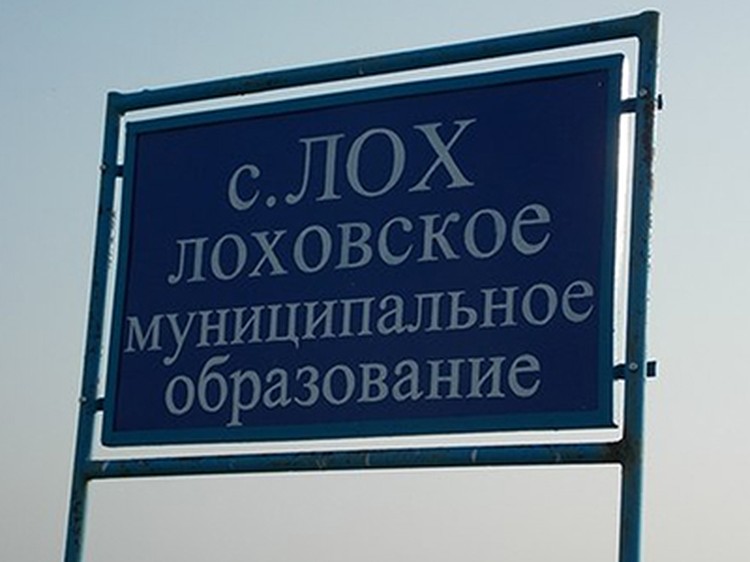 с.ЛОХ
лоховское
муниципальное
образование